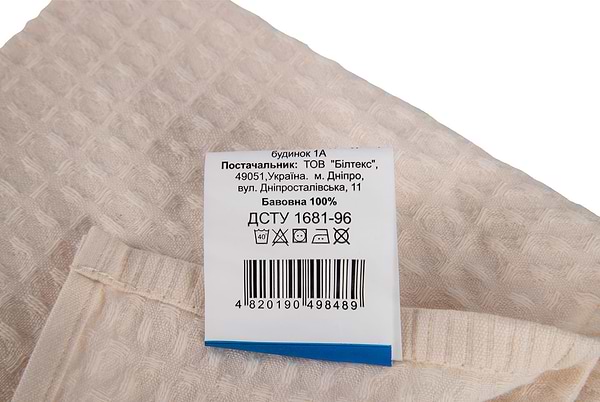 будинок 1А
Постачальник: ТОВ "Білтекс",
49051,Україна. м. Дніпро,
вул. Дніпросталівська, 11
Бавовна 100%
ДСТУ 1681-96
40
4 820190 498489